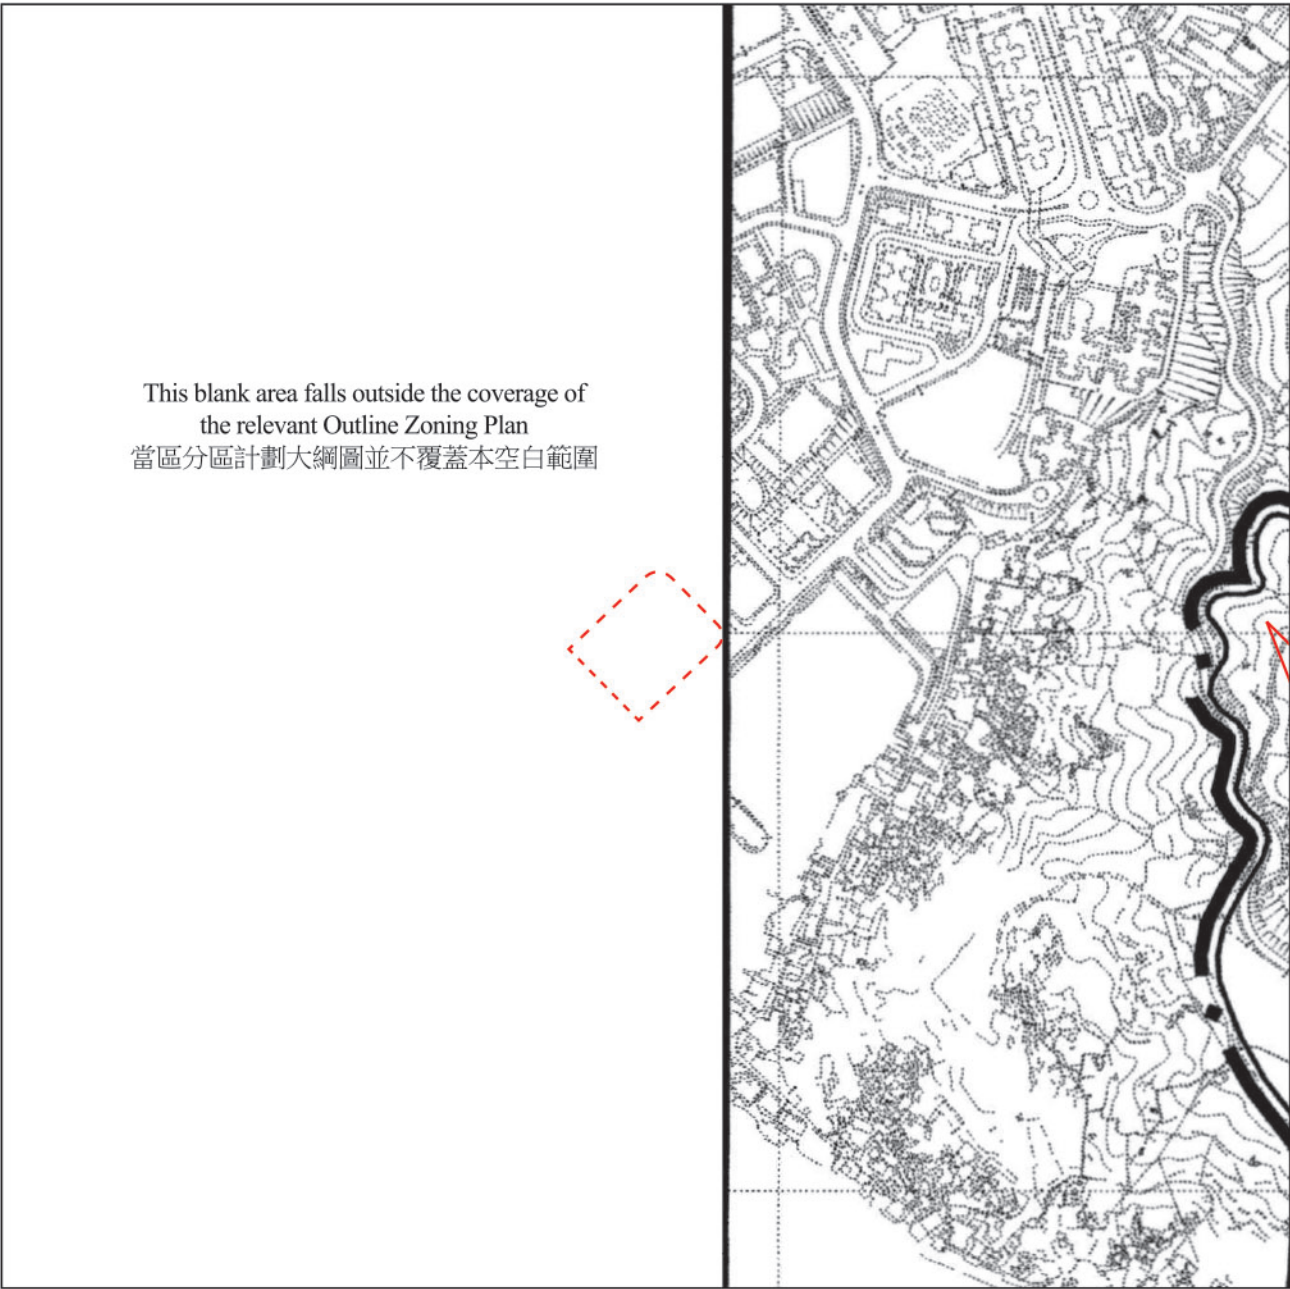 This blank area falls outside the coverage of
the relevant Outline Zoning Plan
當區分區計劃大綱圖並不覆蓋本空白範圍